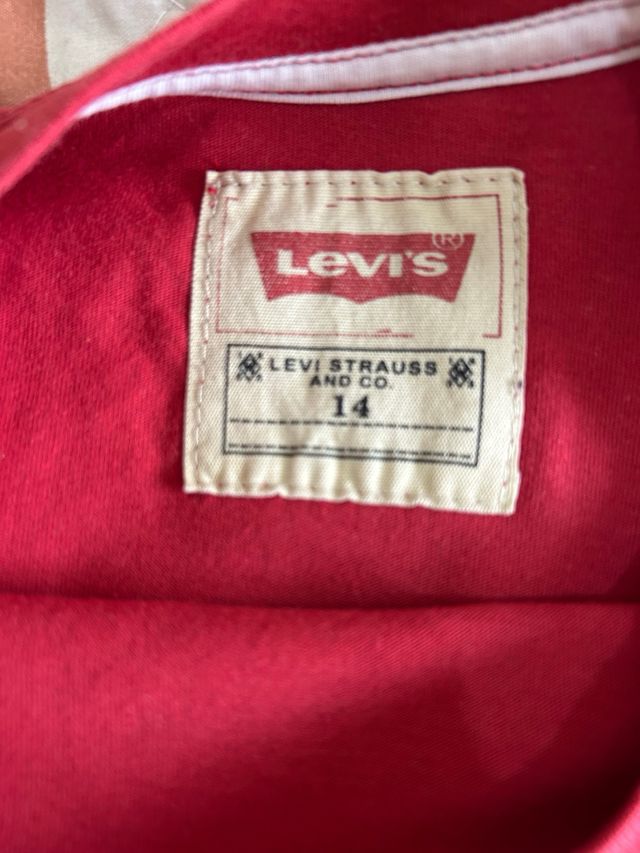 LEVI'S ®
LEVI STRAUSS
AND CO.
14